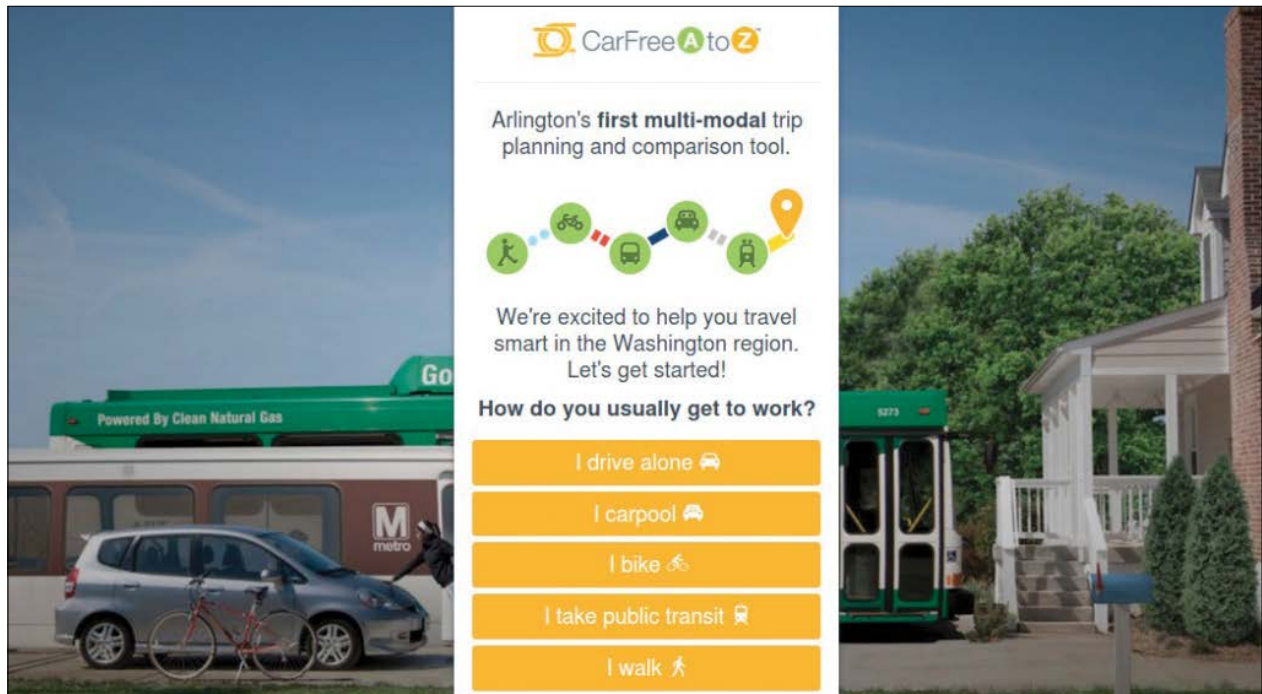 CarFree A to Z™
Arlington's first multi-modal trip
planning and comparison tool.
We're excited to help you travel
smart in the Washington region.
Let's get started!
How do you usually get to work?
I drive alone
I carpool
I bike
I take public transit
I walk
Go
Powered By Clean Natural Gas
M
metro
5273